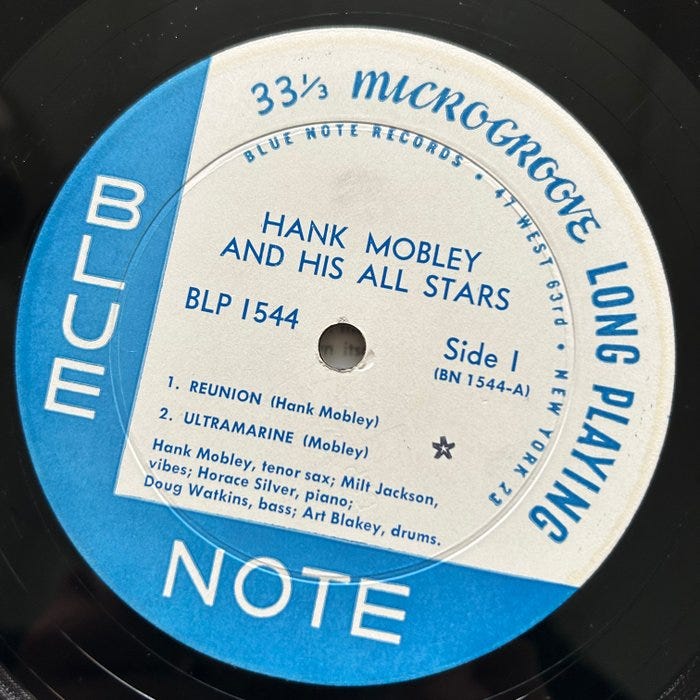 33⅓ MICROGROOVE LONG PLAYING
BLUE NOTE RECORDS • 47 WEST 63rd • NEW YORK 23
HANK MOBLEY
AND HIS ALL STARS
BLP 1544
Side 1
(BN 1544-A)
1. REUNION (Hank Mobley)
2. ULTRAMARINE (Mobley)
Hank Mobley, tenor sax; Milt Jackson,
vibes; Horace Silver, piano;
Doug Watkins, bass; Art Blakey, drums.
BLUE
NOTE